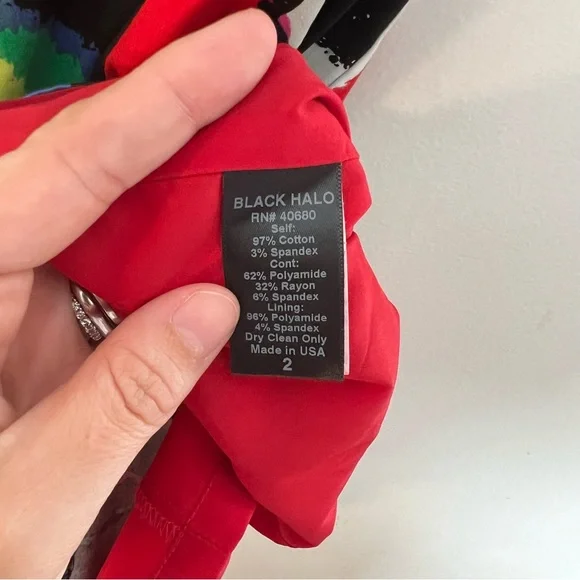 BLACK HALO
RN# 40680
Self:
97% Cotton
3% Spandex
Cont:
62% Polyamide
32% Rayon
6% Spandex
Lining:
96% Polyamide
4% Spandex
Dry Clean Only
Made in USA
2